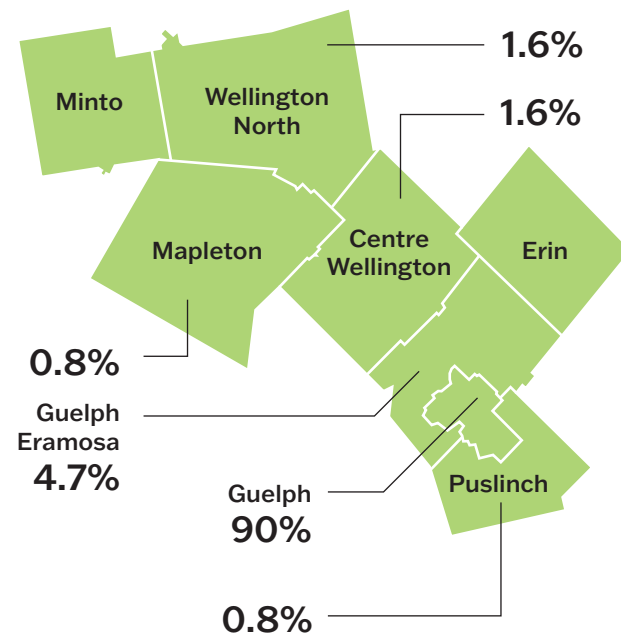 1.6%
Minto
Wellington
North
1.6%
Mapleton
Centre
Wellington
Erin
0.8%
Guelph
Eramosa
4.7%
Guelph
90%
Puslinch
0.8%